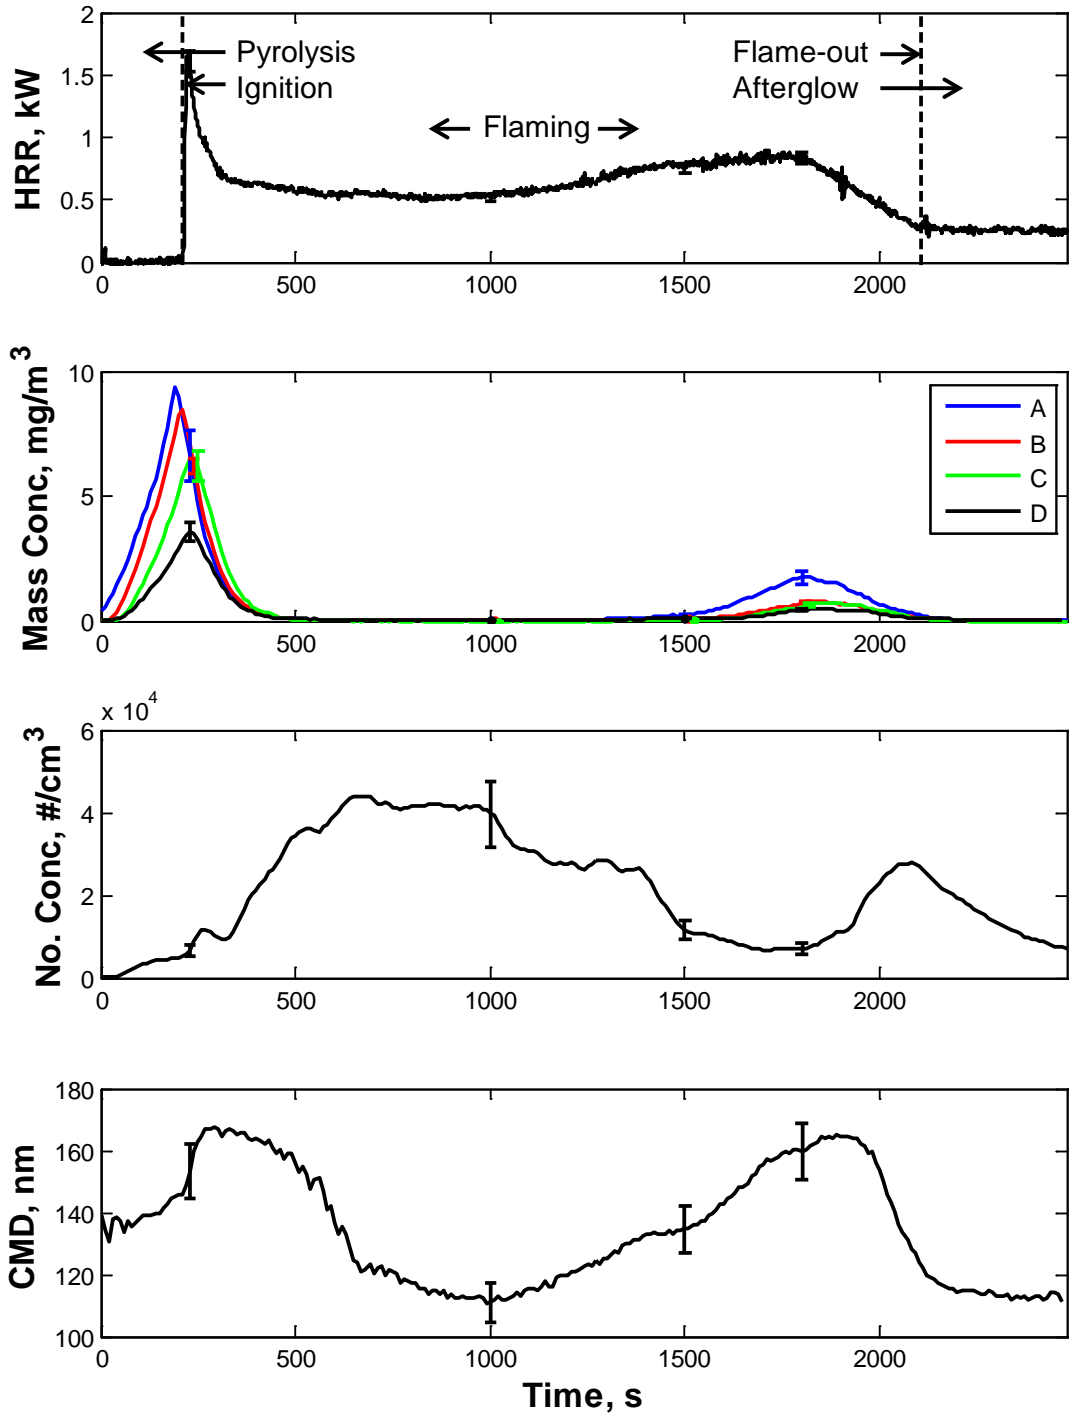 HRR, kW
2
1.5
1
0.5
0
Pyrolysis
Ignition
Flaming
Flame-out
Afterglow
0 500 1000 1500 2000
Mass Conc, mg/m³
10
5
0
A
B
C
D
0 500 1000 1500 2000
No. Conc, #/cm³
x 10⁴
6
4
2
0
0 500 1000 1500 2000
CMD, nm
180
160
140
120
100
0 500 1000 1500 2000
Time, s